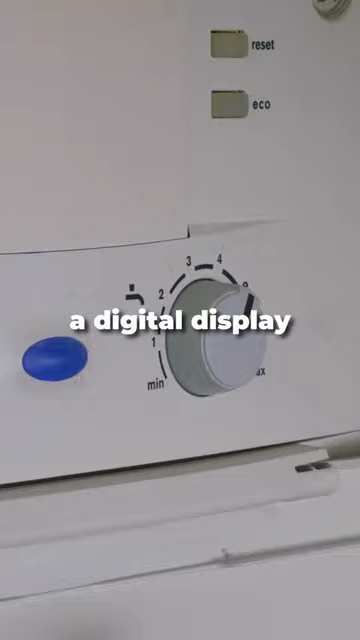 reset
eco
3 4
2
a digital display
1
min